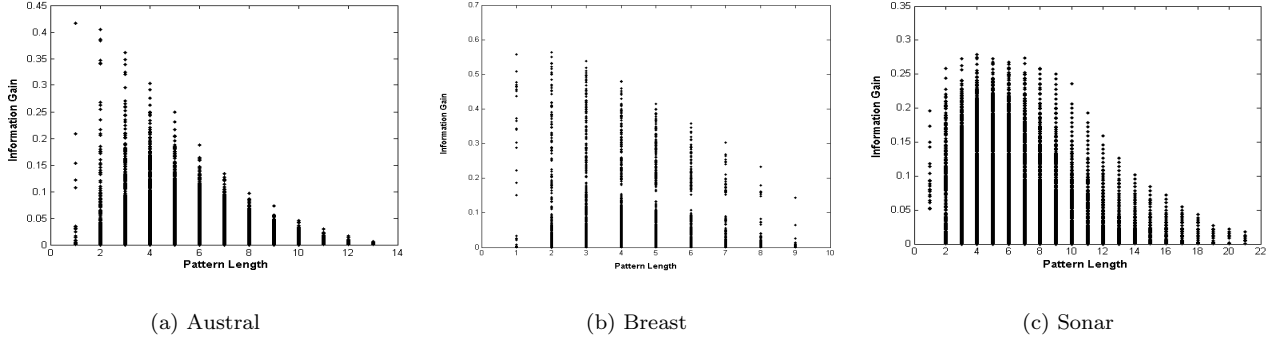 0.45
0.4
0.35
0.3
0.25
0.2
0.15
0.1
0.05
0
Information Gain
0 2 4 6 8 10 12 14
Pattern Length
(a) Austral
0.7
0.6
0.5
0.4
0.3
0.2
0.1
0
Information Gain
0 1 2 3 4 5 6 7 8 9 10
Pattern Length
(b) Breast
0.35
0.3
0.25
0.2
0.15
0.1
0.05
0
Information Gain
0 2 4 6 8 10 12 14 16 18 20 22
Pattern Length
(c) Sonar